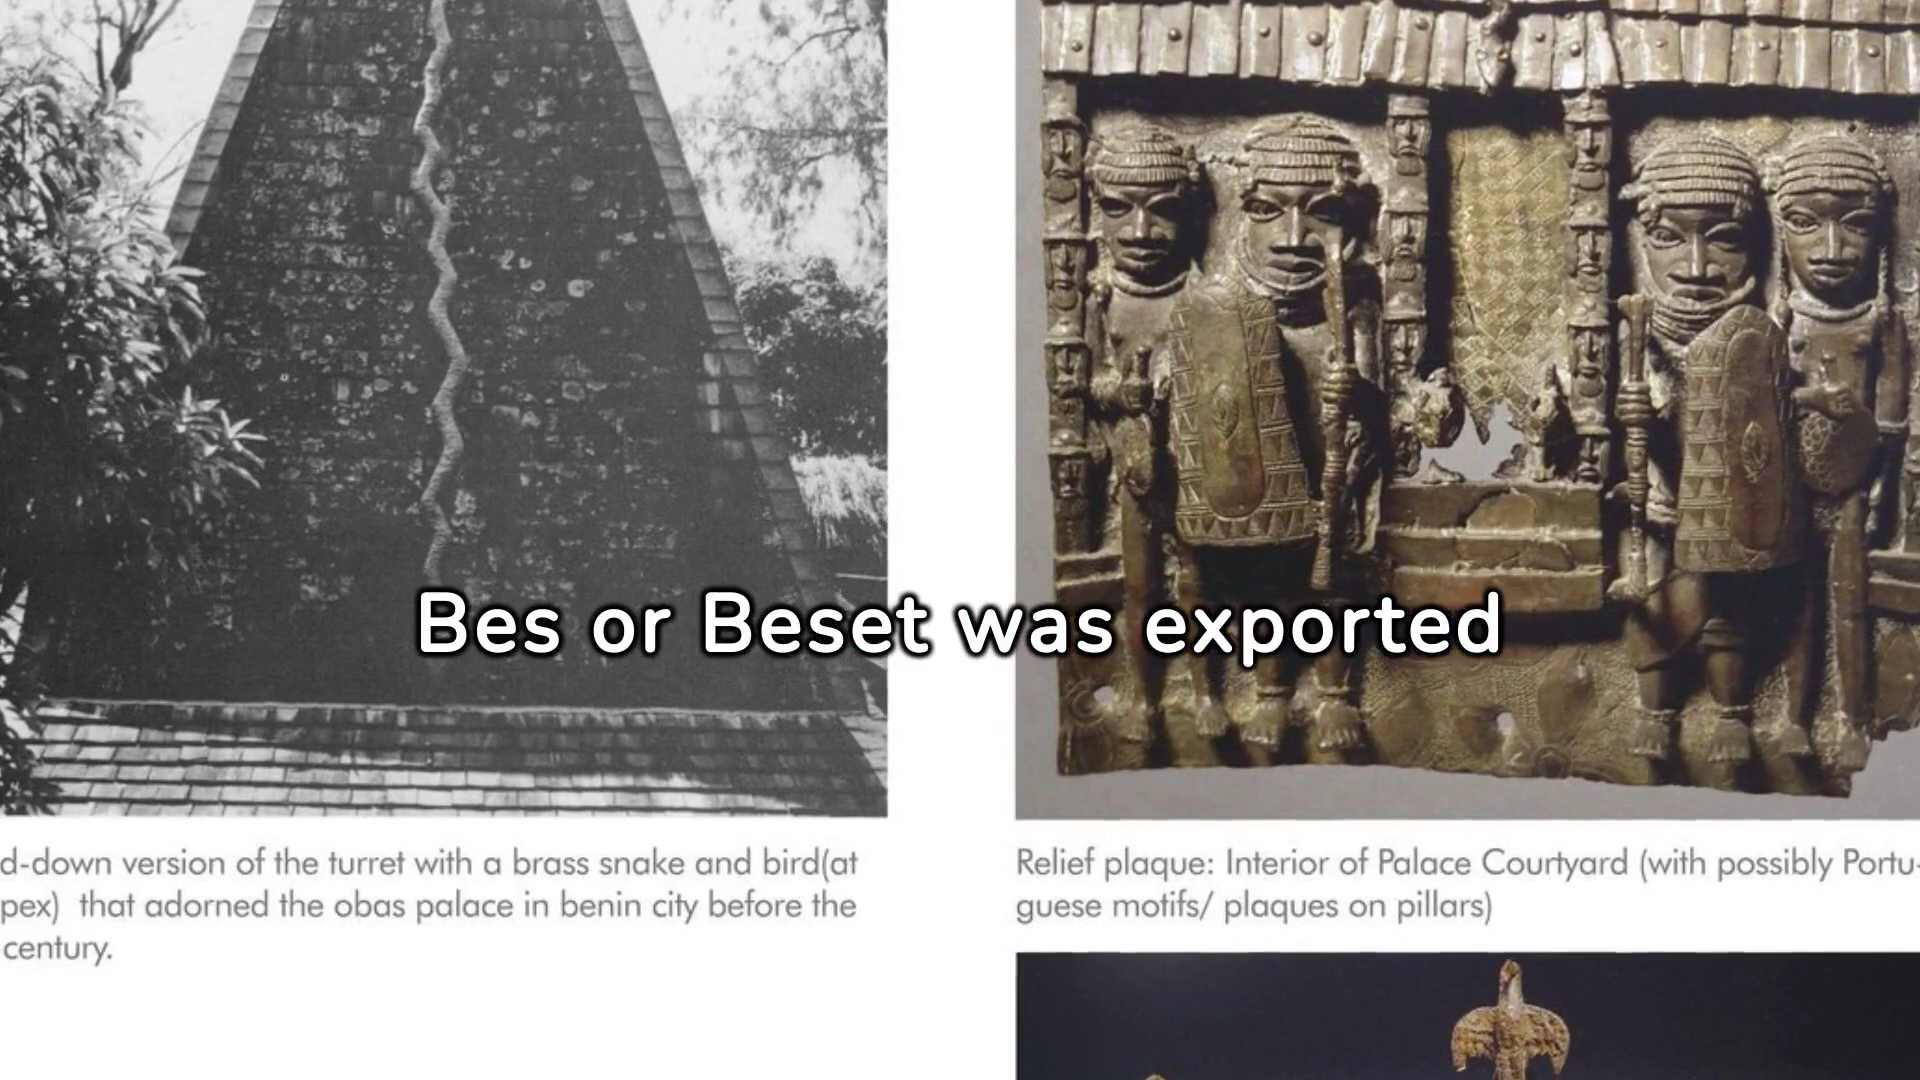 Bes or Beset was exported
d-down version of the turret with a brass snake and bird(at
pex) that adorned the obas palace in benin city before the
century.
Relief plaque: Interior of Palace Courtyard (with possibly Portu-
guese motifs/ plaques on pillars)